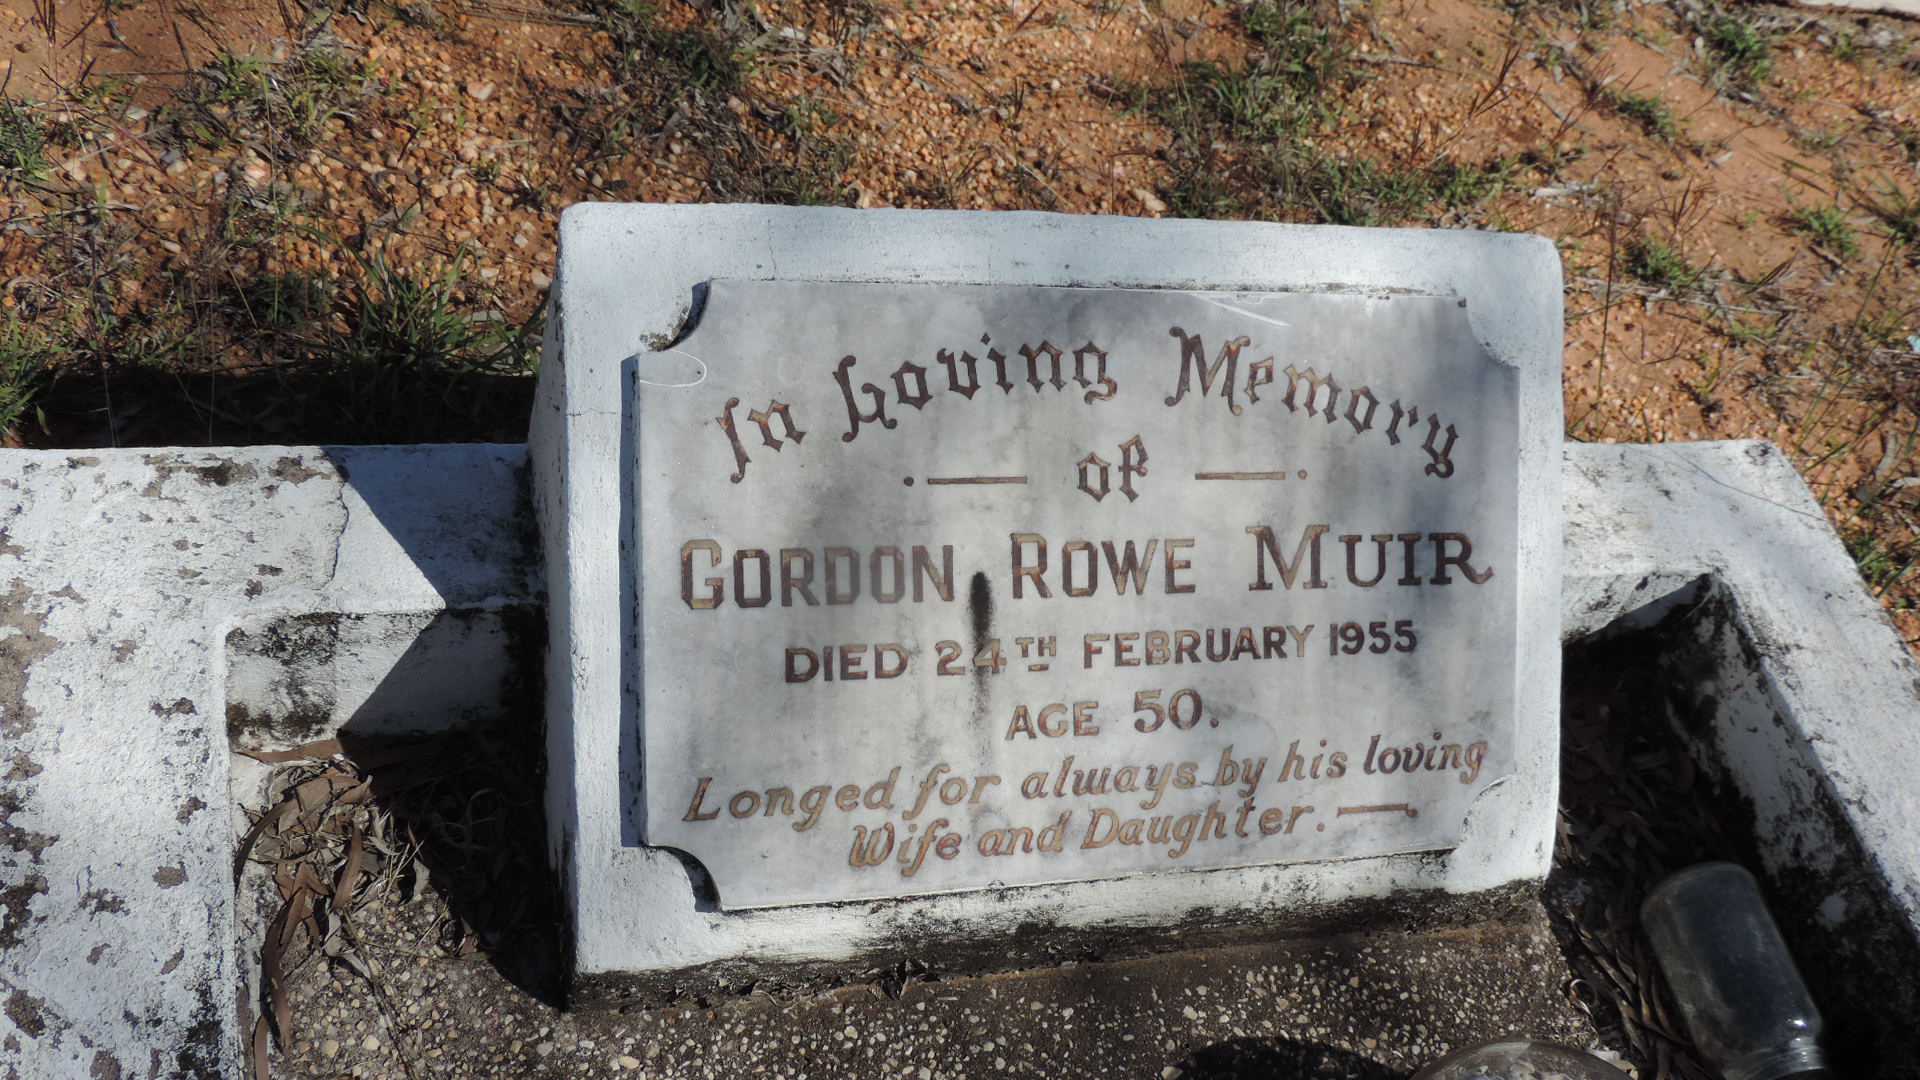 In Loving Memory
of
GORDON ROWE MUIR
DIED 24TH FEBRUARY 1955
AGE 50.
Longed for always by his loving
Wife and Daughter.